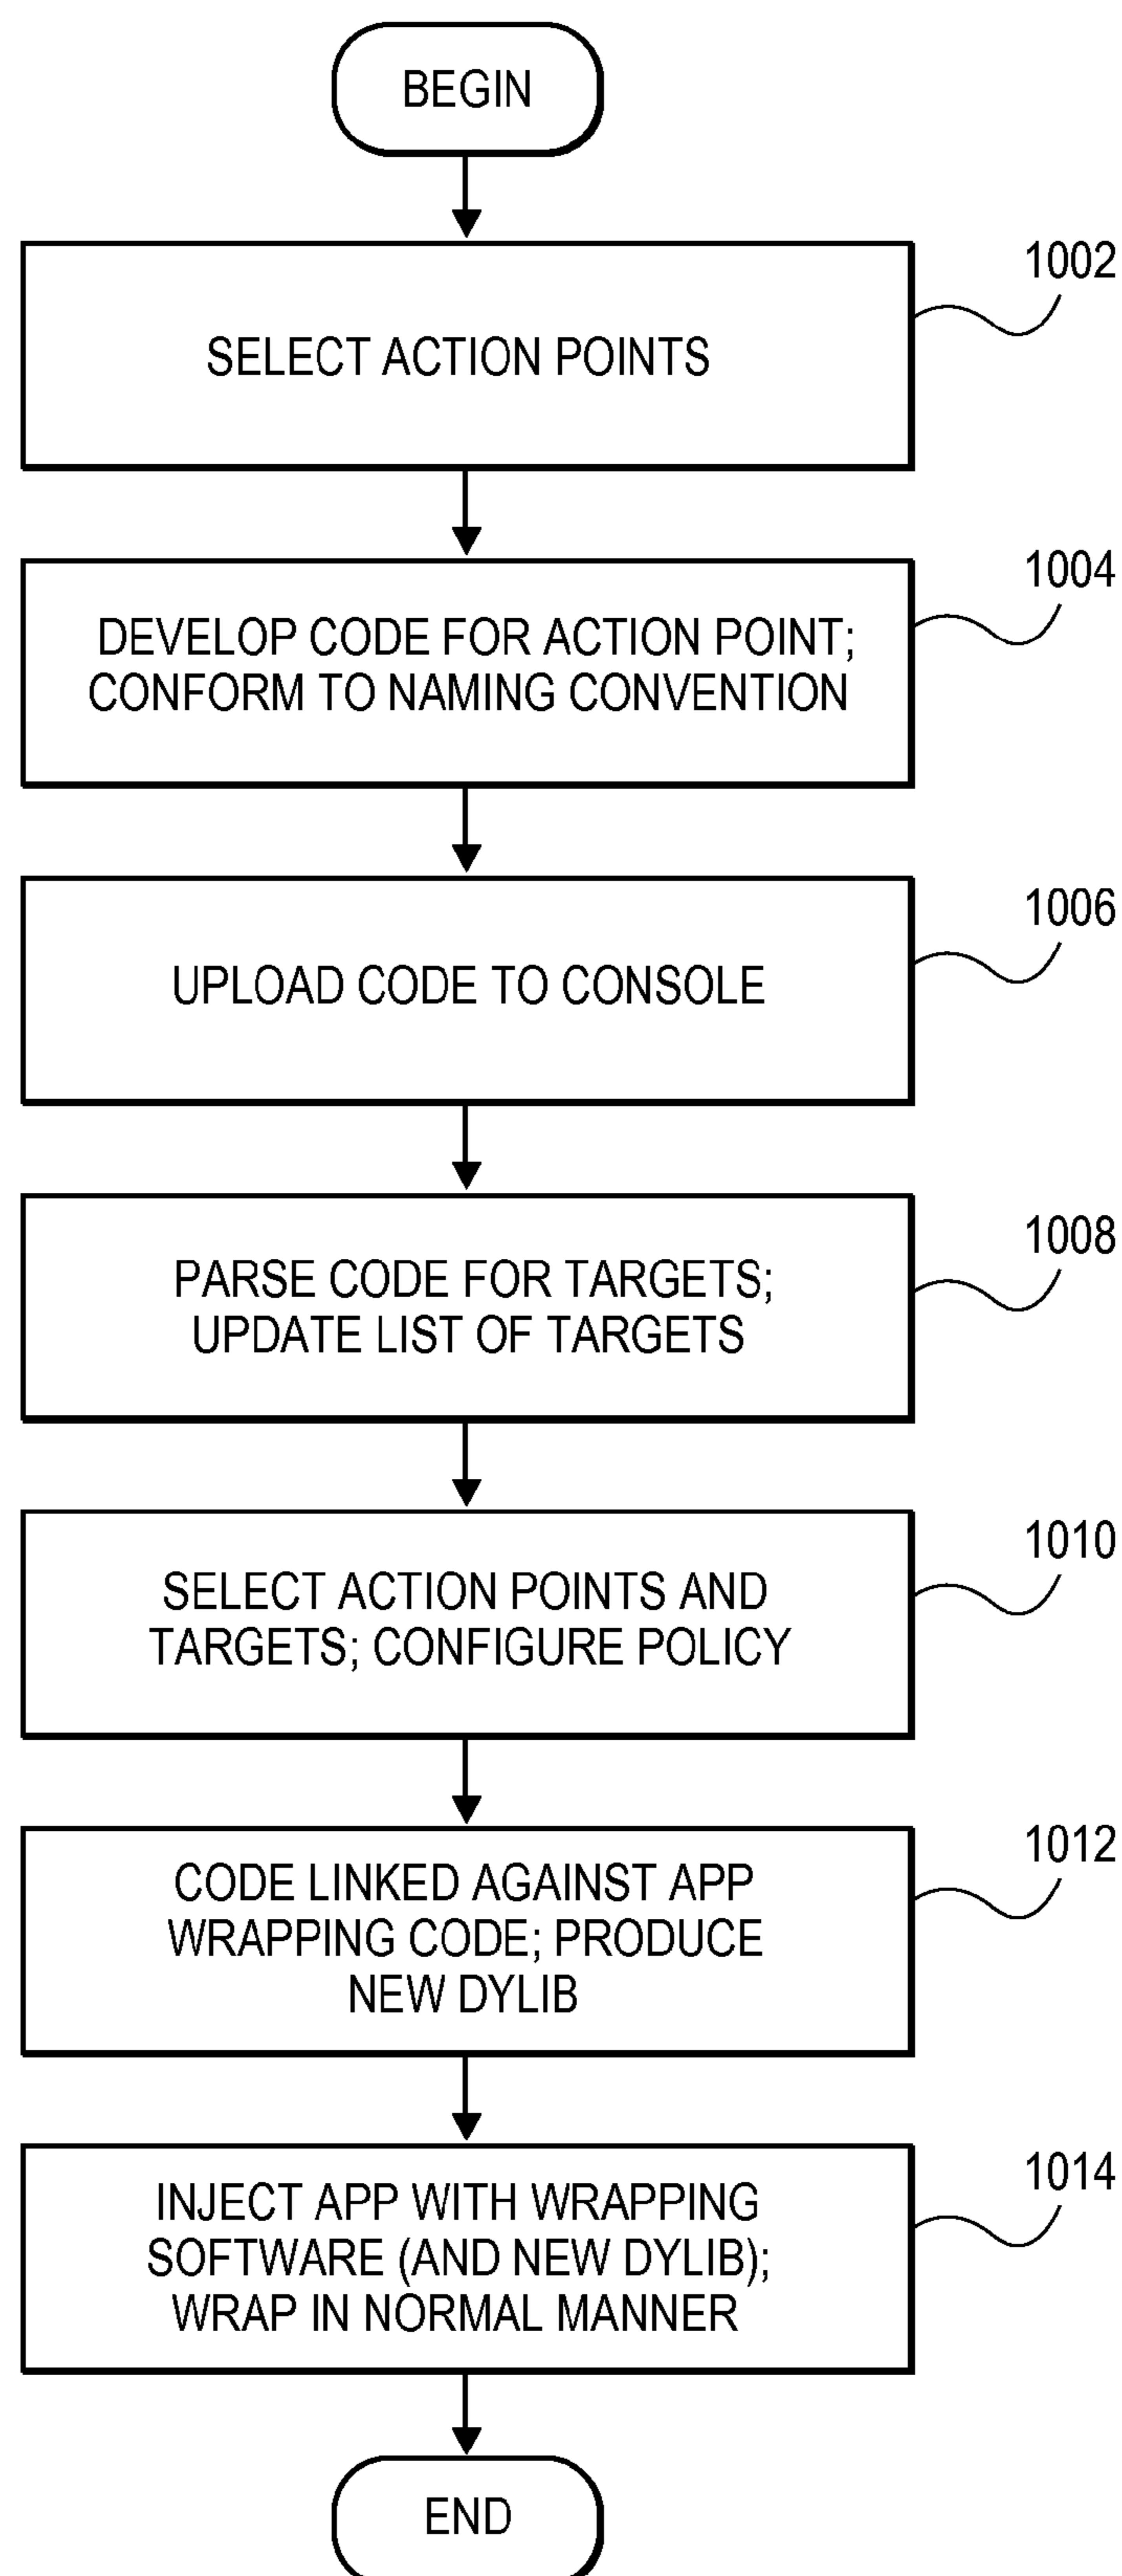 BEGIN
1002
SELECT ACTION POINTS
1004
DEVELOP CODE FOR ACTION POINT;
CONFORM TO NAMING CONVENTION
1006
UPLOAD CODE TO CONSOLE
1008
PARSE CODE FOR TARGETS;
UPDATE LIST OF TARGETS
1010
SELECT ACTION POINTS AND
TARGETS; CONFIGURE POLICY
1012
CODE LINKED AGAINST APP
WRAPPING CODE; PRODUCE
NEW DYLIB
1014
INJECT APP WITH WRAPPING
SOFTWARE (AND NEW DYLIB);
WRAP IN NORMAL MANNER
END